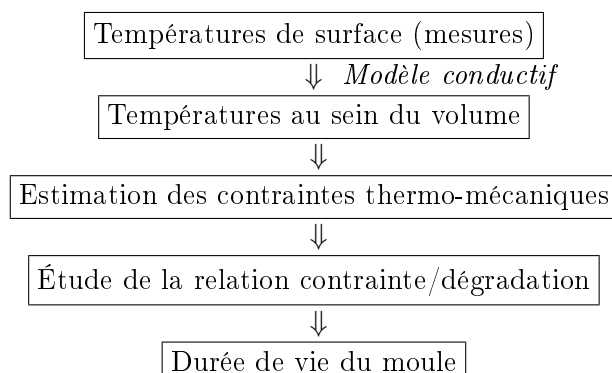 Températures de surface (mesures)
⇓ Modèle conductif
Températures au sein du volume
⇓
Estimation des contraintes thermo-mécaniques
⇓
Étude de la relation contrainte/dégradation
⇓
Durée de vie du moule